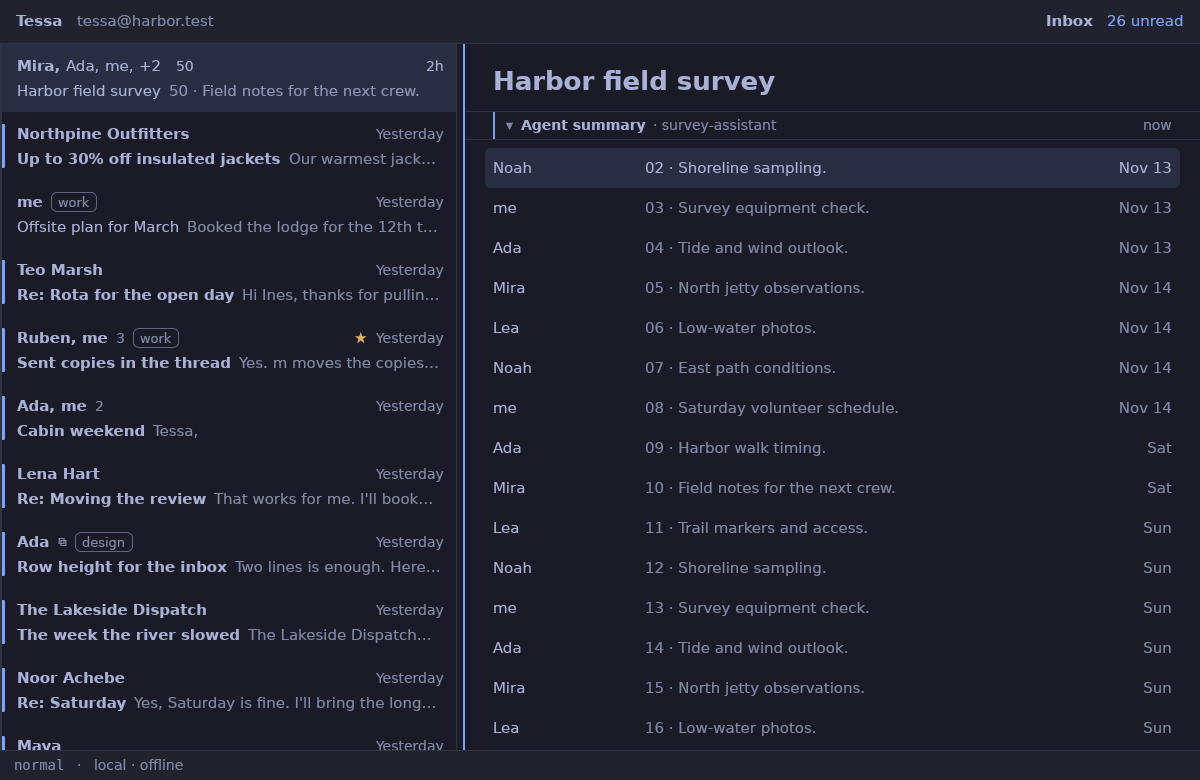 Tessa tessa@harbor.test
Inbox 26 unread
Mira, Ada, me, +2 50 2h
Harbor field survey 50 · Field notes for the next crew.
Northpine Outfitters Yesterday
Up to 30% off insulated jackets Our warmest jack…
me work Yesterday
Offsite plan for March Booked the lodge for the 12th t…
Teo Marsh Yesterday
Re: Rota for the open day Hi Ines, thanks for pullin…
Ruben, me 3 work ★ Yesterday
Sent copies in the thread Yes. m moves the copies…
Ada, me 2 Yesterday
Cabin weekend Tessa,
Lena Hart Yesterday
Re: Moving the review That works for me. I'll book…
Ada design Yesterday
Row height for the inbox Two lines is enough. Here…
The Lakeside Dispatch Yesterday
The week the river slowed The Lakeside Dispatch…
Noor Achebe Yesterday
Re: Saturday Yes, Saturday is fine. I'll bring the long…
Maya Yesterday
Harbor field survey
▾ Agent summary · survey-assistant now
Noah 02 · Shoreline sampling. Nov 13
me 03 · Survey equipment check. Nov 13
Ada 04 · Tide and wind outlook. Nov 13
Mira 05 · North jetty observations. Nov 14
Lea 06 · Low-water photos. Nov 14
Noah 07 · East path conditions. Nov 14
me 08 · Saturday volunteer schedule. Nov 14
Ada 09 · Harbor walk timing. Sat
Mira 10 · Field notes for the next crew. Sat
Lea 11 · Trail markers and access. Sun
Noah 12 · Shoreline sampling. Sun
me 13 · Survey equipment check. Sun
Ada 14 · Tide and wind outlook. Sun
Mira 15 · North jetty observations. Sun
Lea 16 · Low-water photos. Sun
normal · local · offline